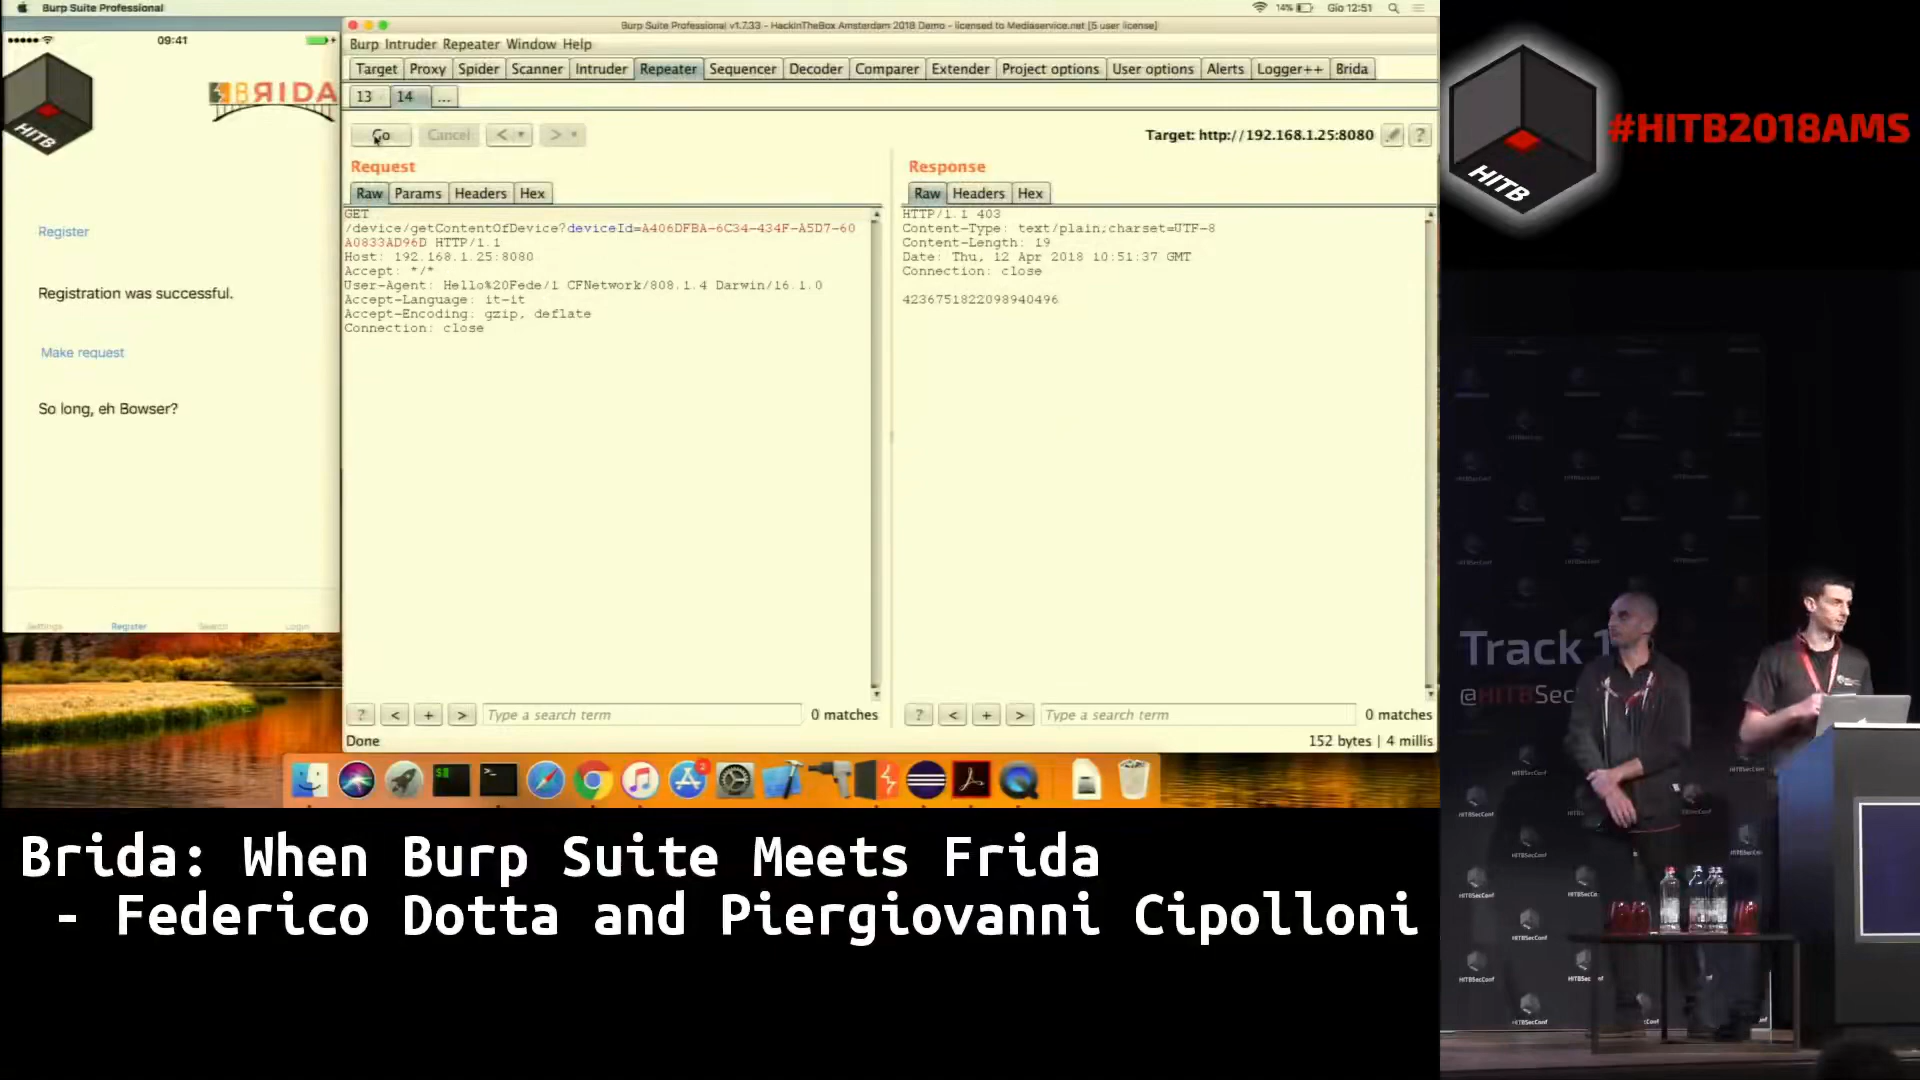 Burp Suite Professional
14%
Gio 12:51
09:41
HITB
BRIDA
Register
Registration was successful.
Make request
So long, eh Bowser?
Settings
Register
Search
Login
Burp Suite Professional v1.7.33 - HackInTheBox Amsterdam 2018 Demo - licensed to Mediaservice.net [5 user license]
Burp Intruder Repeater Window Help
Target Proxy Spider Scanner Intruder Repeater Sequencer Decoder Comparer Extender Project options User options Alerts Logger++ Brida
13 14 ...
Go Cancel < >
Target: http://192.168.1.25:8080 ?
Request
Raw Params Headers Hex
GET
/device/getContentOfDevice?deviceId=A406DFBA-6C34-434F-A5D7-60
A0833AD96D HTTP/1.1
Host: 192.168.1.25:8080
Accept: */*
User-Agent: Hello%20Fede/1 CFNetwork/808.1.4 Darwin/16.1.0
Accept-Language: it-it
Accept-Encoding: gzip, deflate
Connection: close
? < + > Type a search term 0 matches
Response
Raw Headers Hex
HTTP/1.1 403
Content-Type: text/plain;charset=UTF-8
Content-Length: 19
Date: Thu, 12 Apr 2018 10:51:37 GMT
Connection: close
4236751822098940496
? < + > Type a search term 0 matches
Done
152 bytes | 4 millis
HITB
#HITB2018AMS
Track 1
@HITBSec
Brida: When Burp Suite Meets Frida
- Federico Dotta and Piergiovanni Cipolloni